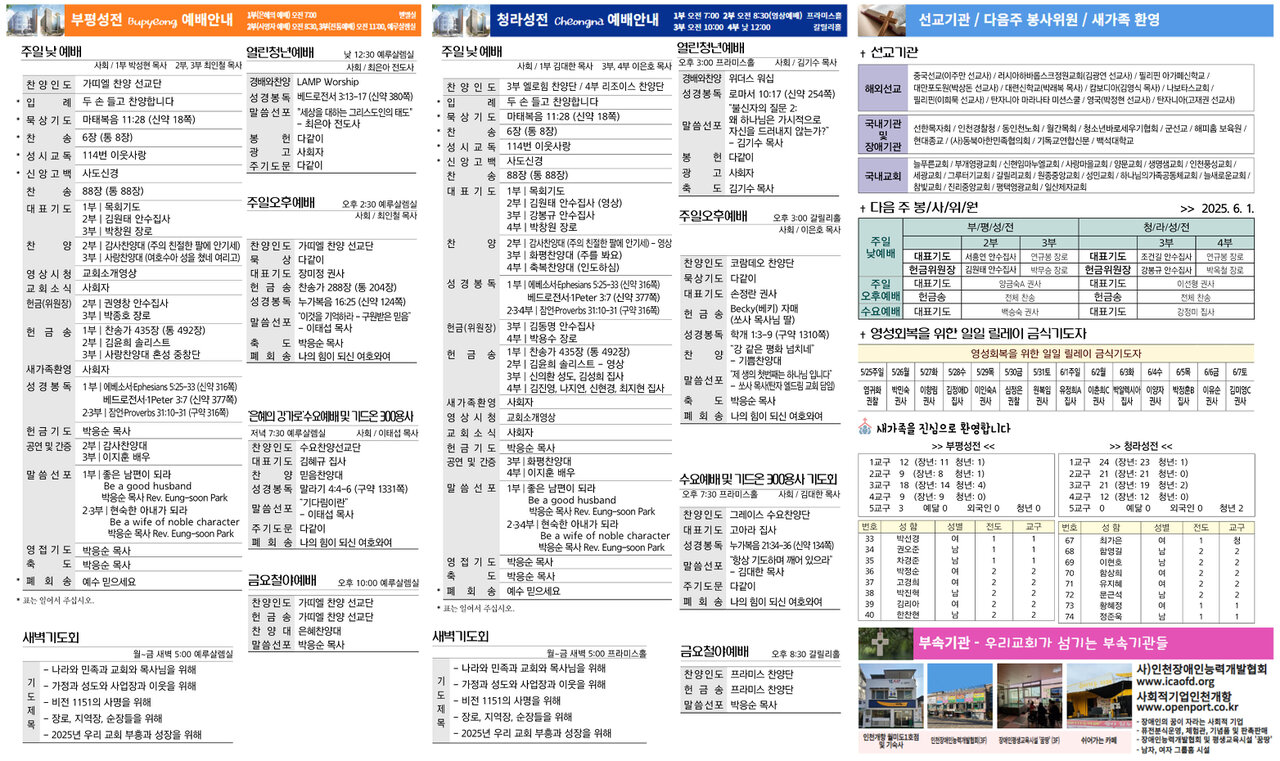 부평성전 Bupyeong 예배안내
1부(은혜의 예배) 오전 7:00 벧엘실
2부(사명자 예배) 오전 8:30, 3부(전통예배) 오전 11:00, 예루살렘실
주일 낮 예배
사회 / 1부 박성현 목사 2부, 3부 최인철 목사
찬양인도 가띠엘 찬양 선교단
* 입례 두 손 들고 찬양합니다
* 묵상기도 마태복음 11:28 (신약 18쪽)
* 찬송 6장 (통 8장)
* 성시교독 114번 이웃사랑
* 신앙고백 사도신경
찬송 88장 (통 88장)
대표기도 1부 | 목회기도
2부 | 김원태 안수집사
3부 | 박창원 장로
찬양 2부 | 감사찬양대 (주의 친절한 팔에 안기세)
3부 | 사랑찬양대 (여호수아 성을 쳤네 여리고)
영상시청 교회소개영상
교회소식 사회자
헌금(위원장) 2부 | 권영창 안수집사
3부 | 박종호 장로
헌금송 1부 | 찬송가 435장 (통 492장)
2부 | 김윤희 솔리스트
3부 | 사랑찬양대 혼성 중창단
새가족환영 사회자
성경봉독 1부 | 에베소서Ephesians 5:25-33 (신약 316쪽)
베드로전서·1Peter 3:7 (신약 377쪽)
2·3부 | 잠언Proverbs 31:10-31 (구약 316쪽)
헌금기도 박응순 목사
공연 및 간증 2부 | 감사찬양대
3부 | 이지훈 배우
말씀선포 1부 | 좋은 남편이 되라
Be a good husband
박응순 목사 Rev. Eung-soon Park
2·3부 | 현숙한 아내가 되라
Be a wife of noble character
박응순 목사 Rev. Eung-soon Park
영접기도 박응순 목사
축도 박응순 목사
* 폐회송 예수 믿으세요
* 표는 일어서 주십시오.
새벽기도회
월~금 새벽 5:00 예루살렘실
기도제목
- 나라와 민족과 교회와 목사님을 위해
- 가정과 성도와 사업장과 이웃을 위해
- 비전 1151의 사명을 위해
- 장로, 지역장, 순장들을 위해
- 2025년 우리 교회 부흥과 성장을 위해
열린청년예배 낮 12:30 예루살렘실
사회 / 최은아 전도사
경배와찬양 LAMP Worship
성경봉독 베드로전서 3:13-17 (신약 380쪽)
말씀선포 "세상을 대하는 그리스도인의 태도"
- 최은아 전도사
봉헌 다같이
광고 사회자
주기도문 다같이
주일오후예배 오후 2:30 예루살렘실
사회 / 최인철 목사
찬양인도 가띠엘 찬양 선교단
묵상 다같이
대표기도 장미정 권사
헌금송 찬송가 288장 (통 204장)
성경봉독 누가복음 16:25 (신약 124쪽)
말씀선포 "이것을 기억하라 - 구원받은 믿음"
- 이태섭 목사
축도 박응순 목사
폐회송 나의 힘이 되신 여호와여
은혜의 강가로 수요예배 및 기드온 300용사
저녁 7:30 예루살렘실 사회 / 이태섭 목사
찬양인도 수요찬양선교단
대표기도 김혜규 집사
찬양 믿음찬양대
성경봉독 말라기 4:4-6 (구약 1331쪽)
말씀선포 "기다림이란"
- 이태섭 목사
주기도문 다같이
폐회송 나의 힘이 되신 여호와여
금요철야예배 오후 10:00 예루살렘실
찬양인도 가띠엘 찬양 선교단
헌금송 가띠엘 찬양 선교단
찬양대 은혜찬양대
말씀선포 박응순 목사
청라성전 Cheongna 예배안내
1부 오전 7:00 2부 오전 8:30(영상예배) 프라미스홀
3부 오전 10:00 4부 낮 12:00 갈릴리홀
주일 낮 예배
사회 / 1부 김대한 목사 3부, 4부 이은호 목사
찬양인도 3부 엘로힘 찬양단 / 4부 리조이스 찬양단
* 입례 두 손 들고 찬양합니다
* 묵상기도 마태복음 11:28 (신약 18쪽)
* 찬송 6장 (통 8장)
* 성시교독 114번 이웃사랑
* 신앙고백 사도신경
찬송 88장 (통 88장)
대표기도 1부 | 목회기도
2부 | 김원태 안수집사 (영상)
3부 | 강봉규 안수집사
4부 | 박창원 장로
찬양 2부 | 감사찬양대 (주의 친절한 팔에 안기세) - 영상
3부 | 화평찬양대 (주를 봐요)
4부 | 축복찬양대 (인도하심)
성경봉독 1부 | 에베소서Ephesians 5:25-33 (신약 316쪽)
베드로전서·1Peter 3:7 (신약 377쪽)
2·3·4부 | 잠언Proverbs 31:10-31 (구약 316쪽)
헌금(위원장) 3부 | 김동명 안수집사
4부 | 박용수 장로
헌금송 1부 | 찬송가 435장 (통 492장)
2부 | 김윤희 솔리스트 - 영상
3부 | 신의환 성도, 김성희 집사
4부 | 김진영, 나지연, 신현경, 최지현 집사
새가족환영 사회자
영상시청 교회소개영상
교회소식 사회자
헌금기도 박응순 목사
공연 및 간증 3부 | 화평찬양대
4부 | 이지훈 배우
말씀선포 1부 | 좋은 남편이 되라
Be a good husband
박응순 목사 Rev. Eung-soon Park
2·3·4부 | 현숙한 아내가 되라
Be a wife of noble character
박응순 목사 Rev. Eung-soon Park
영접기도 박응순 목사
축도 박응순 목사
* 폐회송 예수 믿으세요
* 표는 일어서 주십시오.
새벽기도회
월~금 새벽 5:00 프라미스홀
기도제목
- 나라와 민족과 교회와 목사님을 위해
- 가정과 성도와 사업장과 이웃을 위해
- 비전 1151의 사명을 위해
- 장로, 지역장, 순장들을 위해
- 2025년 우리 교회 부흥과 성장을 위해
열린청년예배
오후 3:00 프라미스홀 사회 / 김기수 목사
경배와찬양 위더스 워십
성경봉독 로마서 10:17 (신약 254쪽)
말씀선포 "불신자의 질문 2:
왜 하나님은 가시적으로
자신을 드러내지 않는가?"
- 김기수 목사
봉헌 다같이
광고 사회자
축도 김기수 목사
주일오후예배 오후 3:00 갈릴리홀
사회 / 이은호 목사
찬양인도 코람데오 찬양단
묵상기도 다같이
대표기도 손정란 권사
헌금송 Becky(베키) 자매
(쏘사 목사님 딸)
성경봉독 학개 1:3-9 (구약 1310쪽)
찬양 "강 같은 평화 넘치네"
- 기쁨찬양대
말씀선포 "제 생의 첫번째는 하나님 입니다"
- 쏘사 목사(탄자 엘드림 교회 담임)
축도 박응순 목사
폐회송 나의 힘이 되신 여호와여
수요예배 및 기드온 300용사 기도회
오후 7:30 프라미스홀 사회 / 김대한 목사
찬양인도 그레이스 수요찬양단
대표기도 고아라 집사
성경봉독 누가복음 21:34-36 (신약 134쪽)
말씀선포 "항상 기도하며 깨어 있으라"
- 김대한 목사
주기도문 다같이
폐회송 나의 힘이 되신 여호와여
금요철야예배 오후 8:30 갈릴리홀
찬양인도 프라미스 찬양단
헌금송 프라미스 찬양단
말씀선포 박응순 목사
선교기관 / 다음주 봉사위원 / 새가족 환영
† 선교기관
해외선교 중국선교(이주만 선교사) / 러시아하바롭스크정원교회(김광연 선교사) / 필리핀 아가페신학교 /
대만포도원(박상돈 선교사) / 대련신학교(박래복 목사) / 캄보디아(김영식 목사) / 나보타스교회 /
필리핀(이희묵 선교사) / 탄자니아 마라나타 미션스쿨 / 영국(박정현 선교사) / 탄자니아(고재권 선교사)
국내기관 및 장애기관 선한목자회 / 인천경찰청 / 동인천노회 / 월간목회 / 청소년바로세우기협회 / 군선교 / 해피홈 보육원 /
현대종교 / (사)동북아한민족협의회 / 기독교연합신문 / 백석대학교
국내교회 늘푸른교회 / 부개영광교회 / 신현임마누엘교회 / 사랑마을교회 / 양문교회 / 생명샘교회 / 인천풍성교회 /
세광교회 / 그루터기교회 / 갈릴리교회 / 원종중앙교회 / 성민교회 / 하나님의가족공동체교회 / 늘새로운교회 /
참빛교회 / 진리중앙교회 / 평택영광교회 / 일산제자교회
† 다음 주 봉/사/위/원 >> 2025. 6. 1.
부/평/성/전 청/라/성/전
2부 3부 3부 4부
주일 낮예배 대표기도 서흥연 안수집사 연규봉 장로 대표기도 조건길 안수집사 연규봉 장로
헌금위원장 김원태 안수집사 박우승 장로 헌금위원장 강봉규 안수집사 박옥철 장로
주일 오후예배 대표기도 양금숙A 권사 대표기도 이선형 권사
헌금송 전체 찬송 헌금송 전체 찬송
수요예배 대표기도 백승숙 권사 대표기도 강정미 집사
† 영성회복을 위한 일일 릴레이 금식기도자
영성회복을 위한 일일 릴레이 금식기도자
5/25주일 5/26월 5/27화 5/28수 5/29목 5/30금 5/31토 6/1주일 6/2월 6/3화 6/4수 6/5목 6/6금 6/7토
염귀화 권찰 박민숙 권사 이향림 권사 김정애D 집사 이인숙A 권사 심정은 권찰 원복임 권사 유정희A 집사 이춘희C 권사 박알렉시아 집사 이양자 권사 박정훈B 집사 이유순 권사 김미영C 권사
새가족을 진심으로 환영합니다
>> 부평성전 <<
1교구 12 (장년: 11 청년: 1)
2교구 9 (장년: 8 청년: 1)
3교구 18 (장년: 14 청년: 4)
4교구 9 (장년: 9 청년: 0)
5교구 3 예닮 0 외국인 0 청년 0
번호 성함 성별 전도 교구
33 박선경 여 1 1
34 권오준 남 1 1
35 차경준 남 1 1
36 박정순 여 2 2
37 고경희 여 2 2
38 박진혁 남 2 2
39 김리아 여 2 2
40 한찬현 남 2 2
>> 청라성전 <<
1교구 24 (장년: 23 청년: 1)
2교구 21 (장년: 21 청년: 0)
3교구 21 (장년: 19 청년: 2)
4교구 12 (장년: 12 청년: 0)
5교구 0 예닮 0 외국인 0 청년 2
번호 성함 성별 전도 교구
67 최가은 여 1 청
68 함영길 남 2 2
69 이현호 남 2 2
70 함상희 여 2 2
71 유지혜 여 2 2
72 문근석 남 2 2
73 황혜정 여 1 1
74 정준욱 남 1 1
부속기관 - 우리교회가 섬기는 부속기관들
인천개항 월미도1호점 및 기숙사
인천장애인능력개발협회(3F)
장애인평생교육시설 '꿈땅' (3F)
쉬어가는 카페
사)인천장애인능력개발협회
www.icaofd.org
사회적기업인천개항
www.openport.co.kr
- 장애인의 꿈이 자라는 사회적 기업
- 퓨전분식운영, 체험관, 기념품 및 판촉판매
- 장애인능력개발협회 및 평생교육시설 '꿈땅'
- 남자, 여자 그룹홈 시설